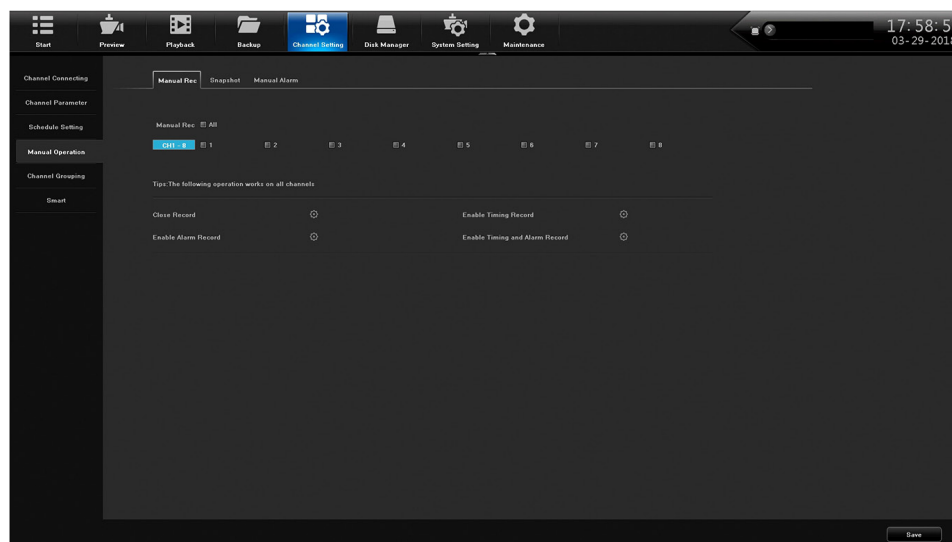 Start Preview Playback Backup Channel Setting Disk Manager System Setting Maintenance
17:58:5
03-29-2018
Channel Connecting
Channel Parameter
Schedule Setting
Manual Operation
Channel Grouping
Smart
Manual Rec Snapshot Manual Alarm
Manual Rec All
CH1 - 8 1 2 3 4 5 6 7 8
Tips:The following operation works on all channels
Close Record Enable Timing Record
Enable Alarm Record Enable Timing and Alarm Record
Save